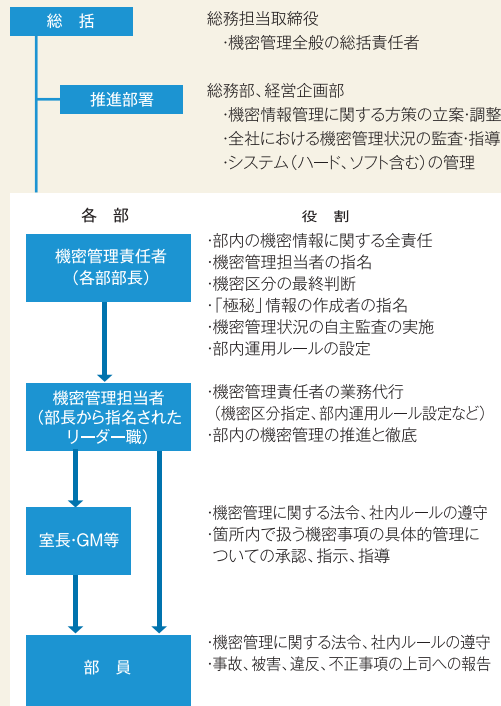 総括
総務担当取締役
・機密管理全般の総括責任者
推進部署
総務部、経営企画部
・機密情報管理に関する方策の立案・調整
・全社における機密管理状況の監査・指導
・システム（ハード、ソフト含む）の管理
各部
役割
機密管理責任者
（各部部長）
・部内の機密情報に関する全責任
・機密管理担当者の指名
・機密区分の最終判断
・「極秘」情報の作成者の指名
・機密管理状況の自主監査の実施
・部内運用ルールの設定
機密管理担当者
（部長から指名された
リーダー職）
・機密管理責任者の業務代行
（機密区分指定、部内運用ルール設定など）
・部内の機密管理の推進と徹底
室長・GM等
・機密管理に関する法令、社内ルールの遵守
・箇所内で扱う機密事項の具体的管理に
ついての承認、指示、指導
部員
・機密管理に関する法令、社内ルールの遵守
・事故、被害、違反、不正事項の上司への報告